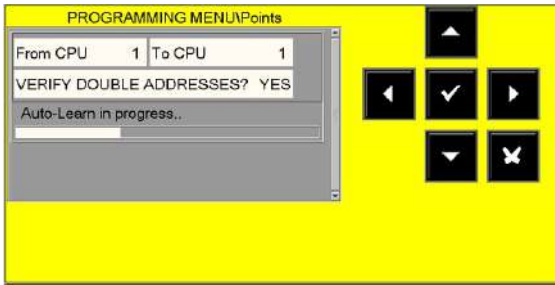 PROGRAMMING MENU\Points
From CPU 1 To CPU 1
VERIFY DOUBLE ADDRESSES? YES
Auto-Learn in progress..